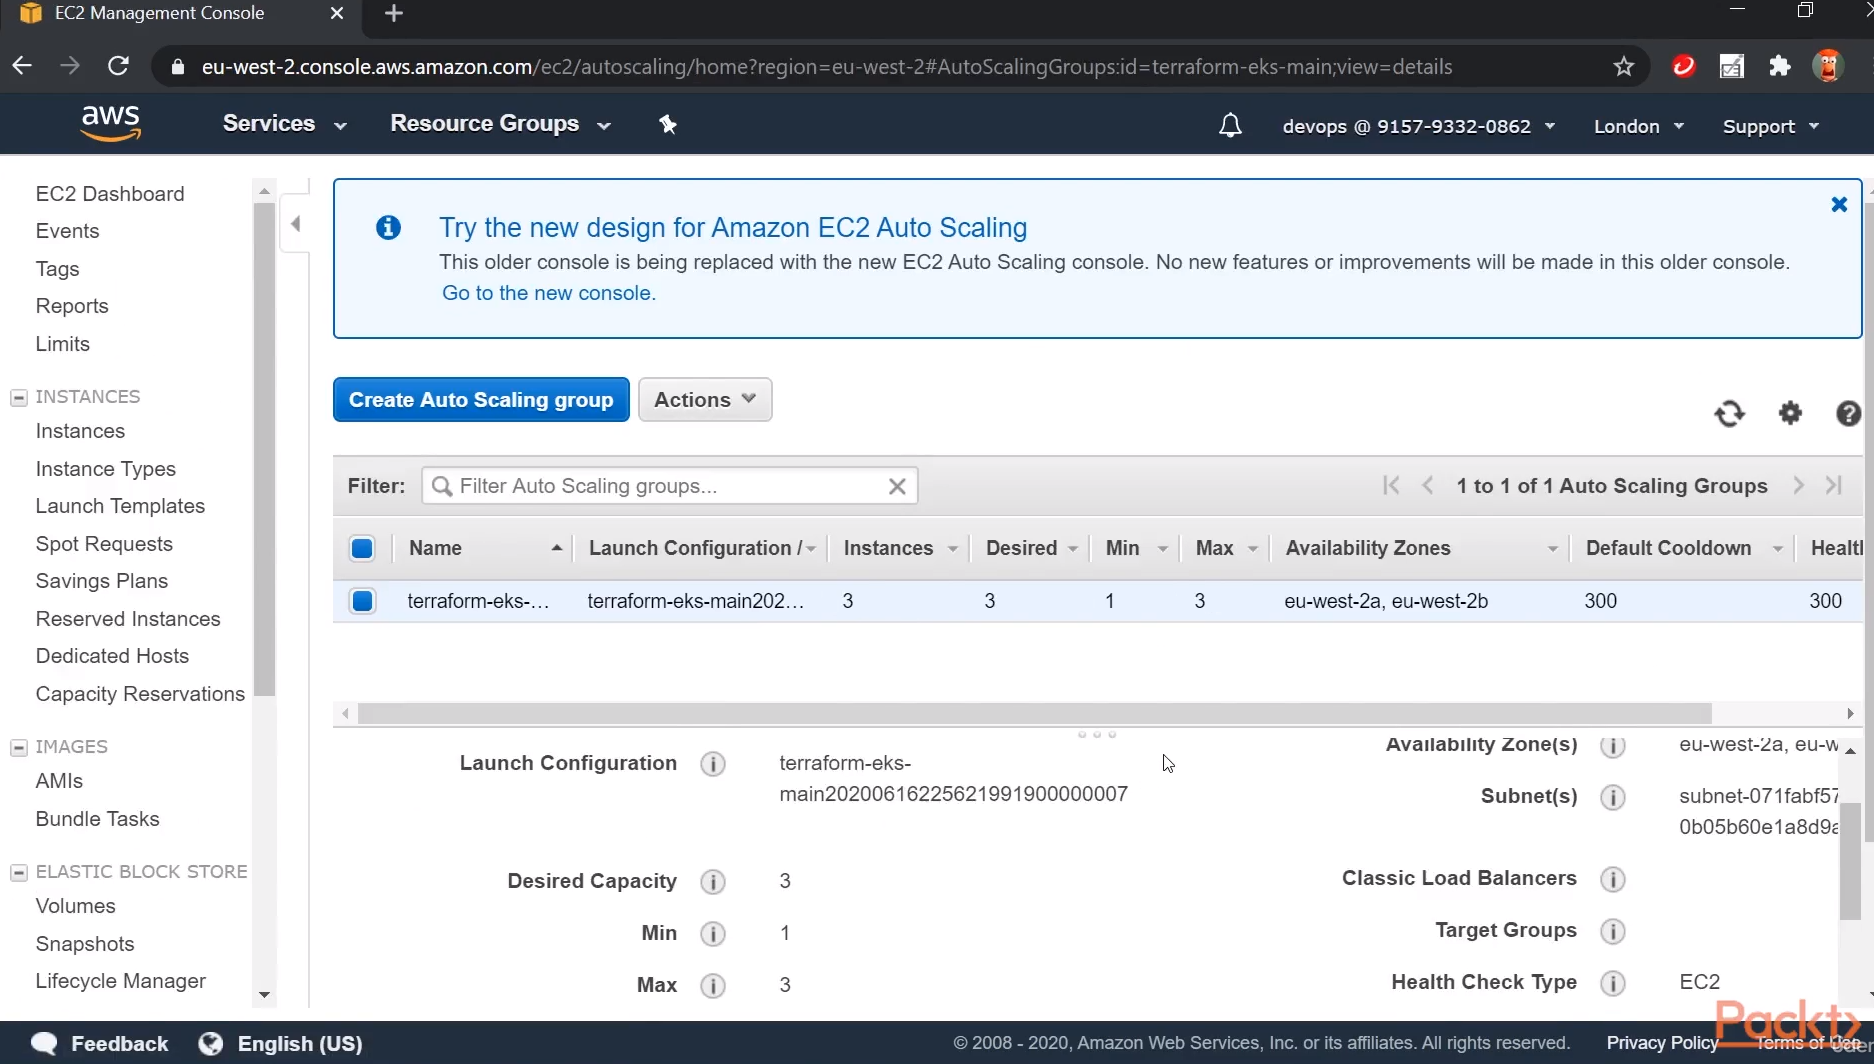 EC2 Management Console
eu-west-2.console.aws.amazon.com/ec2/autoscaling/home?region=eu-west-2#AutoScalingGroups:id=terraform-eks-main;view=details
aws
Services
Resource Groups
devops @ 9157-9332-0862
London
Support
EC2 Dashboard
Events
Tags
Reports
Limits
INSTANCES
Instances
Instance Types
Launch Templates
Spot Requests
Savings Plans
Reserved Instances
Dedicated Hosts
Capacity Reservations
IMAGES
AMIs
Bundle Tasks
ELASTIC BLOCK STORE
Volumes
Snapshots
Lifecycle Manager
Try the new design for Amazon EC2 Auto Scaling
This older console is being replaced with the new EC2 Auto Scaling console. No new features or improvements will be made in this older console.
Go to the new console.
Create Auto Scaling group
Actions
Filter:
Filter Auto Scaling groups...
1 to 1 of 1 Auto Scaling Groups
Name Launch Configuration / Instances Desired Min Max Availability Zones Default Cooldown Healtl
terraform-eks-... terraform-eks-main202... 3 3 1 3 eu-west-2a, eu-west-2b 300 300
Launch Configuration
terraform-eks-
main20200616225621991900000007
Desired Capacity 3
Min 1
Max 3
Availability Zone(s) eu-west-2a, eu-w
Subnet(s) subnet-071fabf57
0b05b60e1a8d9a
Classic Load Balancers
Target Groups
Health Check Type EC2
Feedback
English (US)
© 2008 - 2020, Amazon Web Services, Inc. or its affiliates. All rights reserved.
Privacy Policy
Terms of Use
Packt